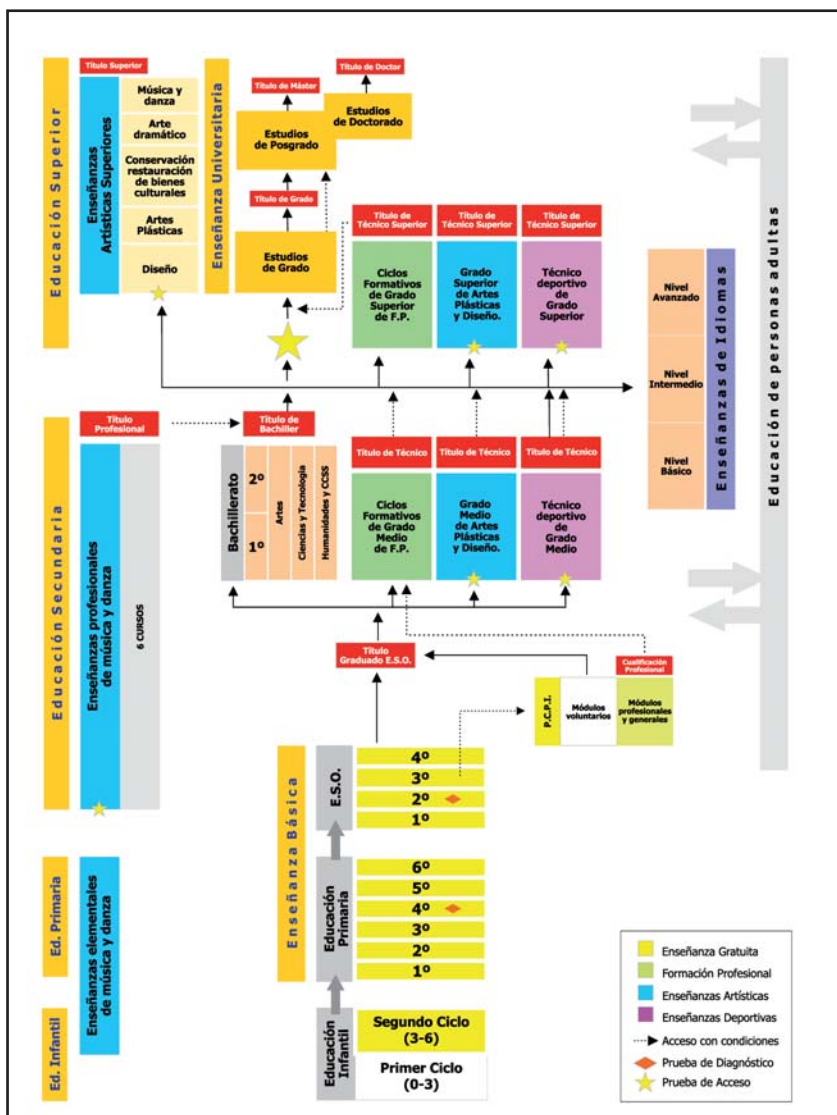 Educación Superior
Título Superior
Enseñanzas
Artísticas Superiores
Música y
danza
Arte
dramático
Conservación
restauración
de bienes
culturales
Artes
Plásticas
Diseño
Enseñanza Universitaria
Título de Máster
Título de Doctor
Estudios
de Posgrado
Estudios
de Doctorado
Título de Grado
Estudios
de Grado
Título de
Técnico Superior
Título de
Técnico Superior
Título de
Técnico Superior
Ciclos
Formativos
de Grado
Superior
de F.P.
Grado
Superior
de Artes
Plásticas
y Diseño.
Técnico
deportivo
de Grado
Superior
Nivel
Avanzado
Nivel
Intermedio
Nivel
Básico
Enseñanzas de Idiomas
Educación de personas adultas
Educación Secundaria
Título
Profesional
Enseñanzas profesionales
de música y danza
6 CURSOS
Título de
Bachiller
Bachillerato
2º
1º
Artes
Ciencias y Tecnología
Humanidades y CCSS
Título de Técnico
Título de Técnico
Título de Técnico
Ciclos
Formativos
de Grado
Medio
de F.P.
Grado
Medio
de Artes
Plásticas
y Diseño.
Técnico
deportivo
de Grado
Medio
Título
Graduado E.S.O.
Cualificación
Profesional
P.C.P.I.
Módulos
voluntarios
Módulos
profesionales
y generales
Enseñanza Básica
E.S.O.
4º
3º
2º
1º
Ed. Primaria
Enseñanzas elementales
de música y danza
Educación
Primaria
6º
5º
4º
3º
2º
1º
Ed. Infantil
Educación
Infantil
Segundo Ciclo
(3-6)
Primer Ciclo
(0-3)
Enseñanza Gratuita
Formación Profesional
Enseñanzas Artísticas
Enseñanzas Deportivas
Acceso con condiciones
Prueba de Diagnóstico
Prueba de Acceso